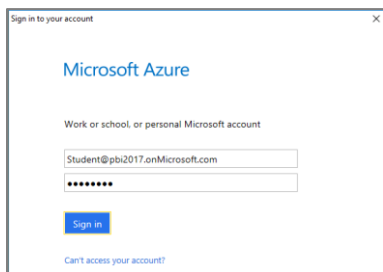 Sign in to your account
Microsoft Azure
Work or school, or personal Microsoft account
Student@pbi2017.onMicrosoft.com
●●●●●●●●
Sign in
Can't access your account?